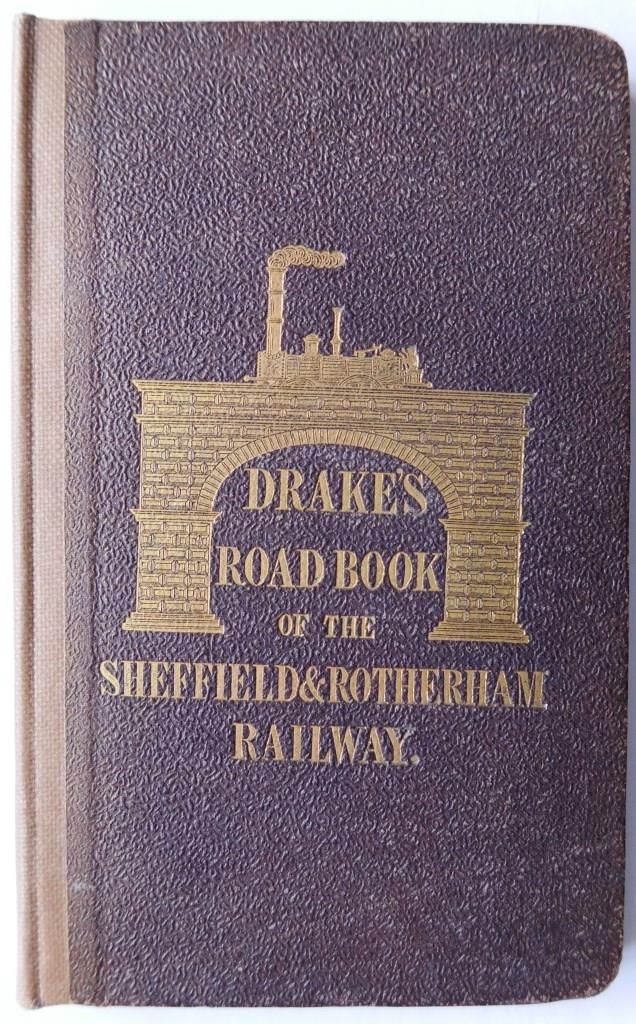 DRAKE'S
ROAD BOOK
OF THE
SHEFFIELD & ROTHERHAM
RAILWAY.